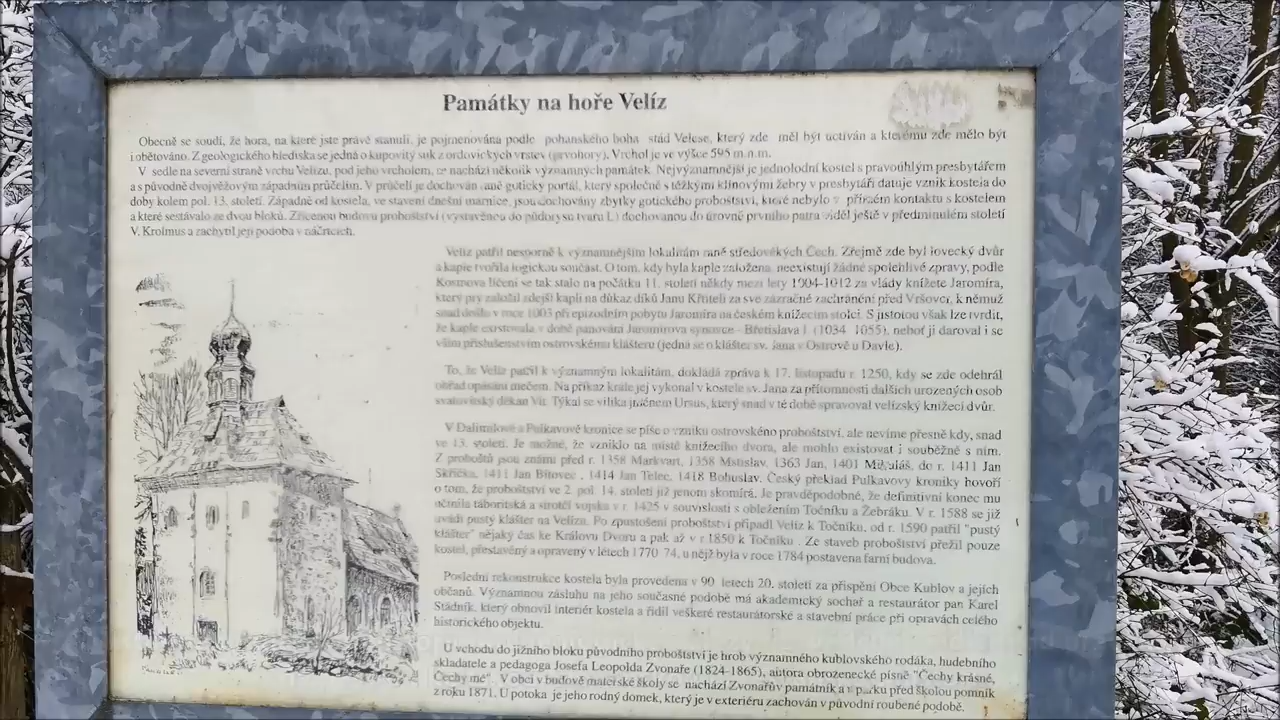 Památky na hoře Velíz
Obecně se soudí, že hora, na které jste právě stanuli, je pojmenována podle pohanského boha stád Velese, který zde měl být uctíván a kterému zde mělo být
i obětováno. Z geologického hlediska se jedná o kupovitý suk z ordovických vrstev (prvohory). Vrchol je ve výšce 595 m.n.m.
V sedle na severní straně vrchu Velízu, pod jeho vrcholem, se nachází několik významných památek. Nejvýznamnější je jednolodní kostel s pravoúhlým presbytářem
a s původně dvojvěžovým západním průčelím. V průčelí je dochován raně gotický portál, který společně s těžkými klínovými žebry v presbytáři datuje vznik kostela do
doby kolem pol. 13. století. Západně od kostela, ve stavení dnešní márnice, jsou dochovány zbytky gotického proboštství, které nebylo v přímém kontaktu s kostelem
a které sestávalo ze dvou bloků. Zřícenou budovu proboštství (vystavěnou do půdorysu tvaru L) dochovanou do úrovně prvního patra viděl ještě v předminulém století
V. Krolmus a zachytil její podobu v náčrtcích.
Velíz patřil nesporně k významnějším lokalitám raně středověkých Čech. Zřejmě zde byl lovecký dvůr
a kaple tvořila logickou součást. O tom, kdy byla kaple založena, neexistují žádné spolehlivé zprávy, podle
Kosmova líčení se tak stalo na počátku 11. století někdy mezi léty 1004-1012 za vlády knížete Jaromíra,
který prý založil zdejší kapli na důkaz díků Janu Křtiteli za své zázračné zachránění před Vršovci, k němuž
snad došlo v roce 1003 při epizodním pobytu Jaromíra na českém knížecím stolci. S jistotou však lze tvrdit,
že kaple existovala v době panování Jaromírova synovce - Břetislava I. (1034 1055), neboť ji daroval i se
vším příslušenstvím ostrovskému klášteru (jedná se o klášter sv. Jana v Ostrově u Davle).
To, že Velíz patřil k významným lokalitám, dokládá zpráva k 17. listopadu r. 1250, kdy se zde odehrál
obřad opásání mečem. Na příkaz krále jej vykonal v kostele sv. Jana za přítomnosti dalších urozených osob
svatovítský děkan Vít. Týkal se vilika jménem Ursus, který snad v té době spravoval velízský knížecí dvůr.
V Dalimilově a Pulkavově kronice se píše o vzniku ostrovského proboštství, ale nevíme přesně kdy, snad
ve 13. století. Je možné, že vzniklo na místě knížecího dvora, ale mohlo existovat i souběžně s ním.
Z proboštů jsou známi před r. 1358 Markvart, 1358 Mstislav, 1363 Jan, 1401 Mikuláš, do r. 1411 Jan
Skřička, 1411 Jan Bítovec , 1414 Jan Telec, 1418 Bohuslav. Český překlad Pulkavovy kroniky hovoří
o tom, že proboštství ve 2. pol. 14. století již jenom skomírá. Je pravděpodobné, že definitivní konec mu
učinila táboritská a sirotčí vojska v r. 1425 v souvislosti s obležením Točníku a Žebráku. V r. 1588 se již
uvádí pustý klášter na Velízu. Po zpustošení proboštství připadl Velíz k Točníku, od r. 1590 patřil "pustý
klášter" nějaký čas ke Královu Dvoru a pak až v r 1850 k Točníku . Ze staveb proboštství přežil pouze
kostel, přestavěný a opravený v létech 1770 74, u nějž byla v roce 1784 postavena farní budova.
Poslední rekonstrukce kostela byla provedena v 90 letech 20. století za přispění Obce Kublov a jejích
občanů. Významnou zásluhu na jeho současné podobě má akademický sochař a restaurátor pan Karel
Stádník, který obnovil interiér kostela a řídil veškeré restaurátorské a stavební práce při opravách celého
historického objektu.
U vchodu do jižního bloku původního proboštství je hrob významného kublovského rodáka, hudebního
skladatele a pedagoga Josefa Leopolda Zvonaře (1824-1865), autora obrozenecké písně "Čechy krásné,
Čechy mé" . V obci v budově mateřské školy se nachází Zvonařův památník a v parku před školou pomník
z roku 1871. U potoka je jeho rodný domek, který je v exteriéru zachován v původní roubené podobě.